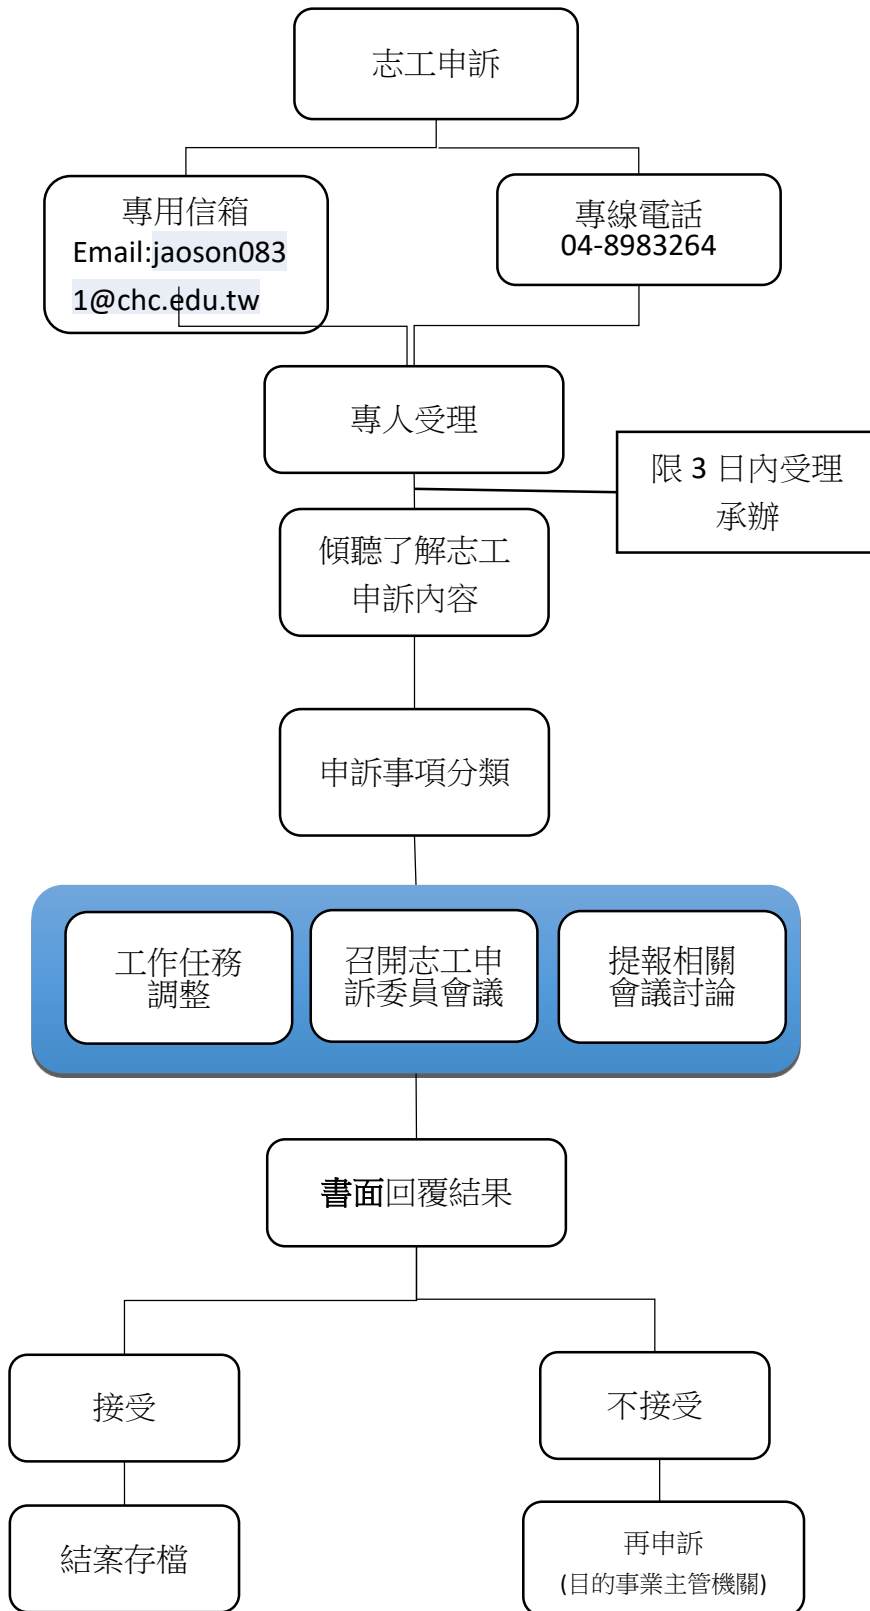 志工申訴
專用信箱
Email:jaoson083
1@chc.edu.tw
專線電話
04-8983264
專人受理
限 3 日內受理
承辦
傾聽了解志工
申訴內容
申訴事項分類
工作任務
調整
召開志工申
訴委員會議
提報相關
會議討論
書面回覆結果
接受
不接受
結案存檔
再申訴
(目的事業主管機關)